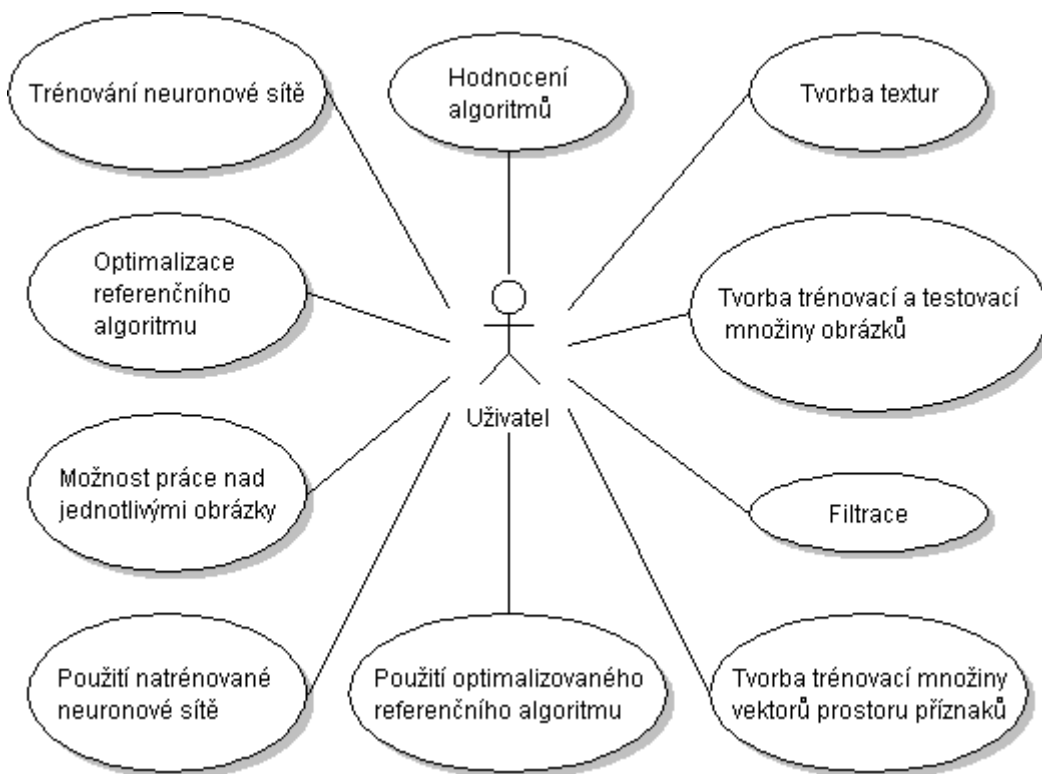 Trénování neuronové sítě
Hodnocení
algoritmů
Tvorba textur
Optimalizace
referenčního
algoritmu
Tvorba trénovací a testovací
množiny obrázků
Uživatel
Možnost práce nad
jednotlivými obrázky
Filtrace
Použití natrénované
neuronové sítě
Použití optimalizovaného
referenčního algoritmu
Tvorba trénovací množiny
vektorů prostoru příznaků